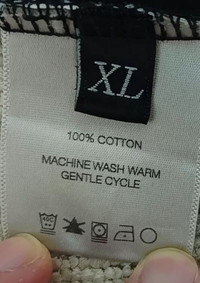 XL
100% COTTON
MACHINE WASH WARM
GENTLE CYCLE